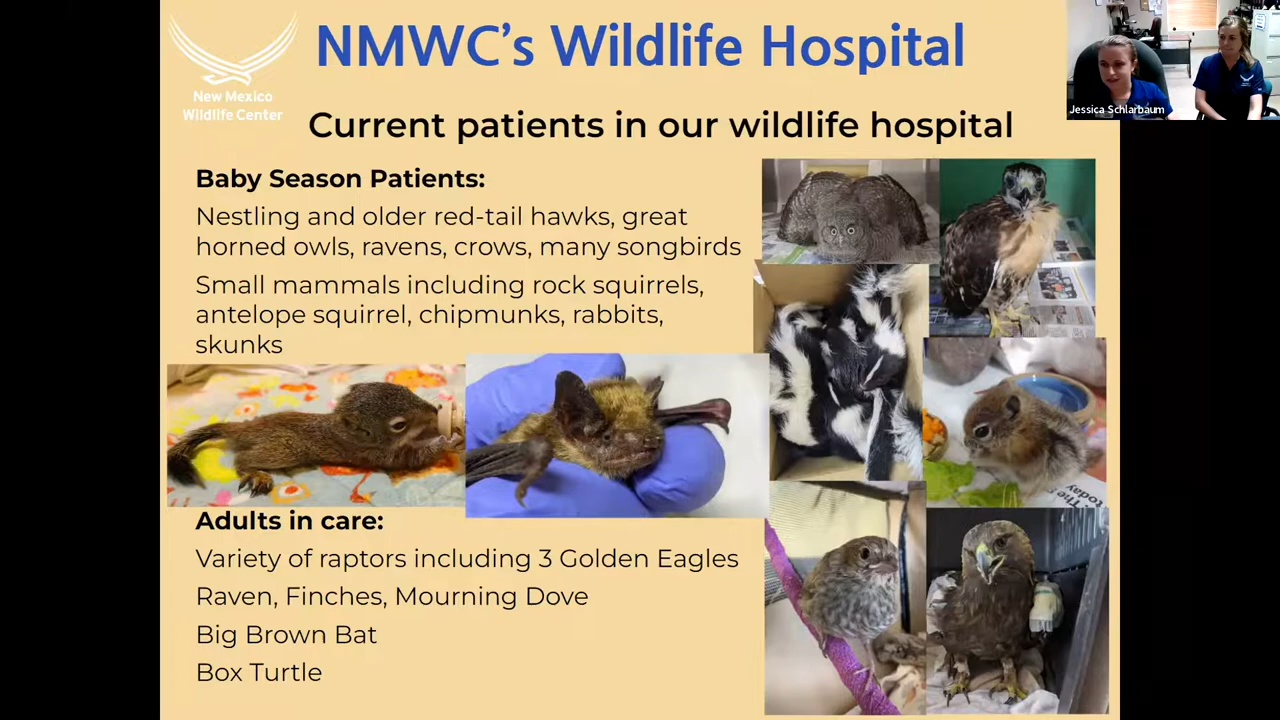 NMWC's Wildlife Hospital
New Mexico
Wildlife Center
Jessica Schlarbaum
Current patients in our wildlife hospital
Baby Season Patients:
Nestling and older red-tail hawks, great
horned owls, ravens, crows, many songbirds
Small mammals including rock squirrels,
antelope squirrel, chipmunks, rabbits,
skunks
today
Adults in care:
Variety of raptors including 3 Golden Eagles
Raven, Finches, Mourning Dove
Big Brown Bat
Box Turtle